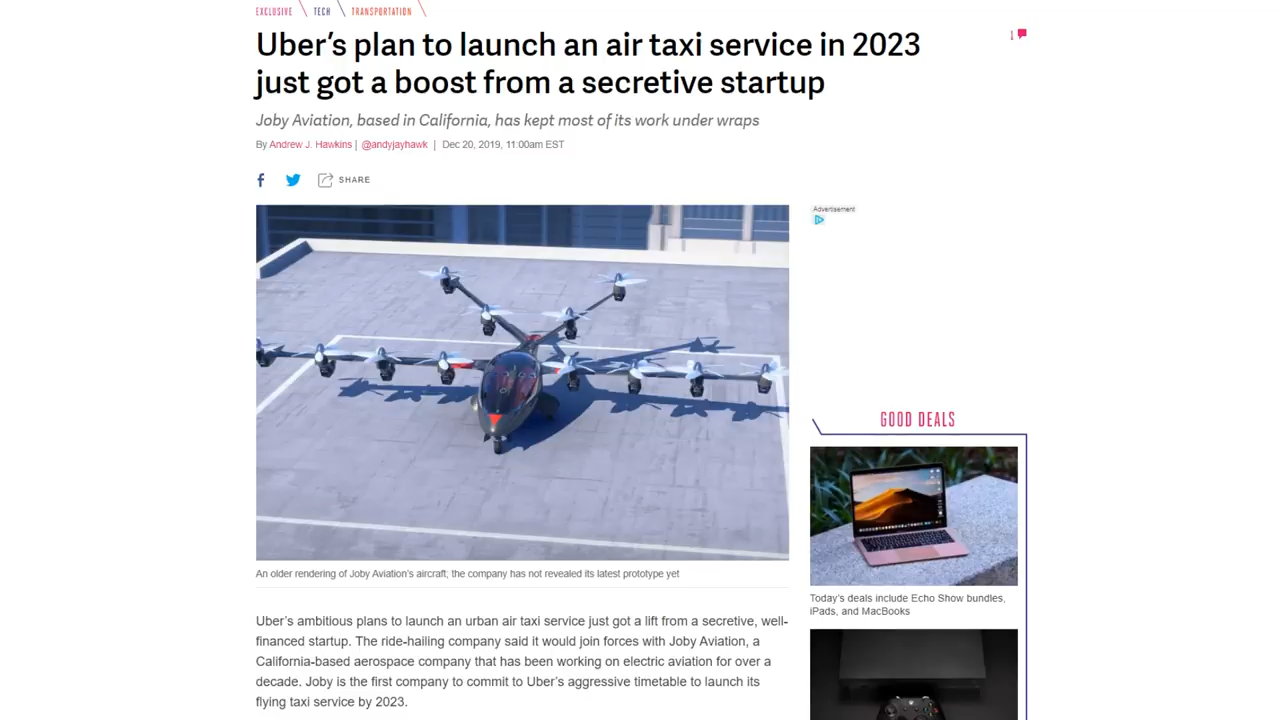 EXCLUSIVE TECH TRANSPORTATION
Uber’s plan to launch an air taxi service in 2023
just got a boost from a secretive startup
1
Joby Aviation, based in California, has kept most of its work under wraps
By Andrew J. Hawkins | @andyjayhawk | Dec 20, 2019, 11:00am EST
SHARE
Advertisement
GOOD DEALS
An older rendering of Joby Aviation’s aircraft, the company has not revealed its latest prototype yet
Uber’s ambitious plans to launch an urban air taxi service just got a lift from a secretive, well-
financed startup. The ride-hailing company said it would join forces with Joby Aviation, a
California-based aerospace company that has been working on electric aviation for over a
decade. Joby is the first company to commit to Uber’s aggressive timetable to launch its
flying taxi service by 2023.
Today’s deals include Echo Show bundles,
iPads, and MacBooks